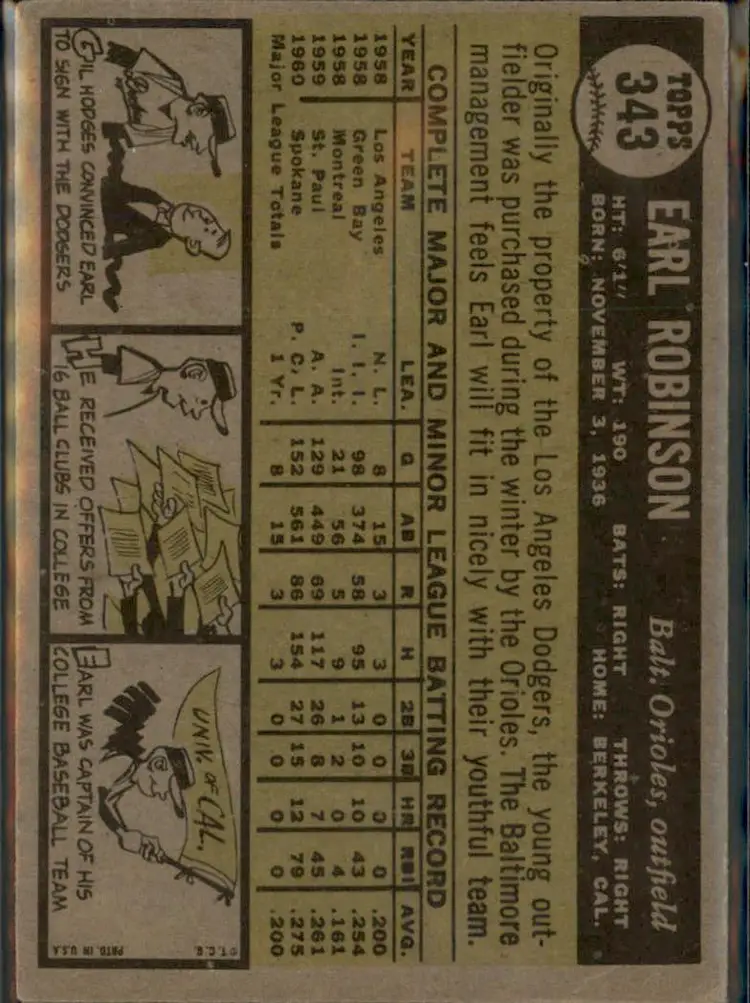 TOPPS
343
EARL ROBINSON
Balt. Orioles, outfield
HT: 6'1" WT: 190 BATS: RIGHT THROWS: RIGHT
BORN: NOVEMBER 3, 1936 HOME: BERKELEY, CAL.
Originally the property of the Los Angeles Dodgers, the young out-
fielder was purchased during the winter by the Orioles. The Baltimore
management feels Earl will fit in nicely with their youthful team.
COMPLETE MAJOR AND MINOR LEAGUE BATTING RECORD
YEAR TEAM LEA. G AB R H 2B 3B HR RBI AVG.
1958 Los Angeles N. L. 8 15 3 3 0 0 0 0 .200
1958 Green Bay I. I. I. 98 374 58 95 13 10 10 43 .254
1958 Montreal Int. 21 56 5 9 1 2 0 4 .161
1959 St. Paul A. A. 129 449 69 117 26 8 7 45 .261
1960 Spokane P. C. L. 152 561 86 154 27 15 12 79 .275
Major League Totals 1 Yr. 8 15 3 3 0 0 0 0 .200
Dodgers
GIL HODGES CONVINCED EARL
TO SIGN WITH THE DODGERS
HE RECEIVED OFFERS FROM
16 BALL CLUBS IN COLLEGE
UNIV. OF CAL.
EARL WAS CAPTAIN OF HIS
COLLEGE BASEBALL TEAM
© T. C. G.
PRTD. IN U.S.A.